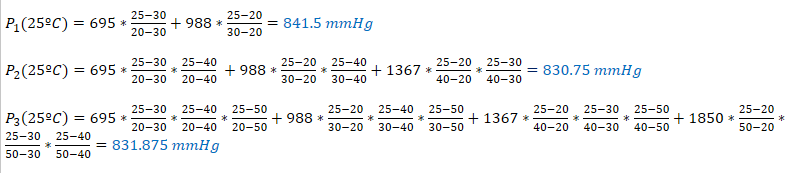 P₁(25ºC) = 695 * (25−30)/(20−30) + 988 * (25−20)/(30−20) = 841.5 mmHg
P₂(25ºC) = 695 * (25−30)/(20−30) * (25−40)/(20−40) + 988 * (25−20)/(30−20) * (25−40)/(30−40) + 1367 * (25−20)/(40−20) * (25−30)/(40−30) = 830.75 mmHg
P₃(25ºC) = 695 * (25−30)/(20−30) * (25−40)/(20−40) * (25−50)/(20−50) + 988 * (25−20)/(30−20) * (25−40)/(30−40) * (25−50)/(30−50) + 1367 * (25−20)/(40−20) * (25−30)/(40−30) * (25−50)/(40−50) + 1850 * (25−20)/(50−20) *
(25−30)/(50−30) * (25−40)/(50−40) = 831.875 mmHg